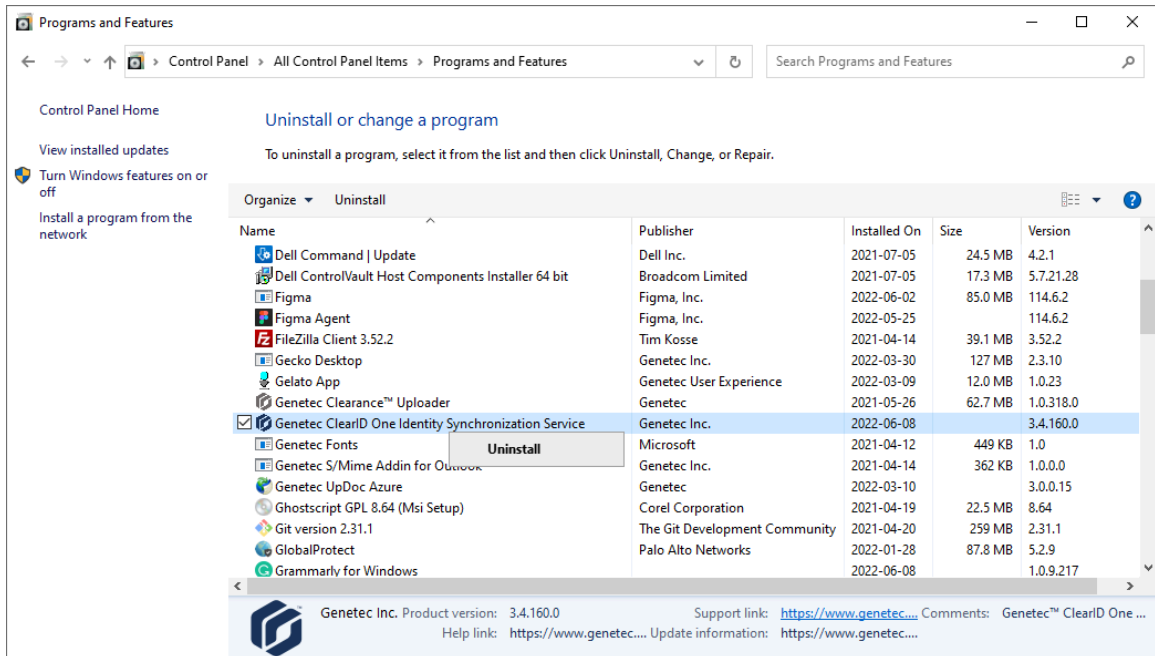 Programs and Features
Control Panel > All Control Panel Items > Programs and Features
Search Programs and Features
Control Panel Home
View installed updates
Turn Windows features on or
off
Install a program from the
network
Uninstall or change a program
To uninstall a program, select it from the list and then click Uninstall, Change, or Repair.
Organize Uninstall
Name Publisher Installed On Size Version
Dell Command | Update Dell Inc. 2021-07-05 24.5 MB 4.2.1
Dell ControlVault Host Components Installer 64 bit Broadcom Limited 2021-07-05 17.3 MB 5.7.21.28
Figma Figma, Inc. 2022-06-02 85.0 MB 114.6.2
Figma Agent Figma, Inc. 2022-05-25 114.6.2
FileZilla Client 3.52.2 Tim Kosse 2021-04-14 39.1 MB 3.52.2
Gecko Desktop Genetec Inc. 2022-03-30 127 MB 2.3.10
Gelato App Genetec User Experience 2022-03-09 12.0 MB 1.0.23
Genetec Clearance™ Uploader Genetec 2021-05-26 62.7 MB 1.0.318.0
Genetec ClearID One Identity Synchronization Service Genetec Inc. 2022-06-08 3.4.160.0
Genetec Fonts Microsoft 2021-04-12 449 KB 1.0
Uninstall
Genetec S/Mime Addin for Outlook Genetec Inc. 2021-04-14 362 KB 1.0.0.0
Genetec UpDoc Azure Genetec 2022-03-10 3.0.0.15
Ghostscript GPL 8.64 (Msi Setup) Corel Corporation 2021-04-19 22.5 MB 8.64
Git version 2.31.1 The Git Development Community 2021-04-20 259 MB 2.31.1
GlobalProtect Palo Alto Networks 2022-01-28 87.8 MB 5.2.9
Grammarly for Windows 2022-06-08 1.0.9.217
Genetec Inc. Product version: 3.4.160.0 Support link: https://www.genetec.... Comments: Genetec™ ClearID One ...
Help link: https://www.genetec.... Update information: https://www.genetec....